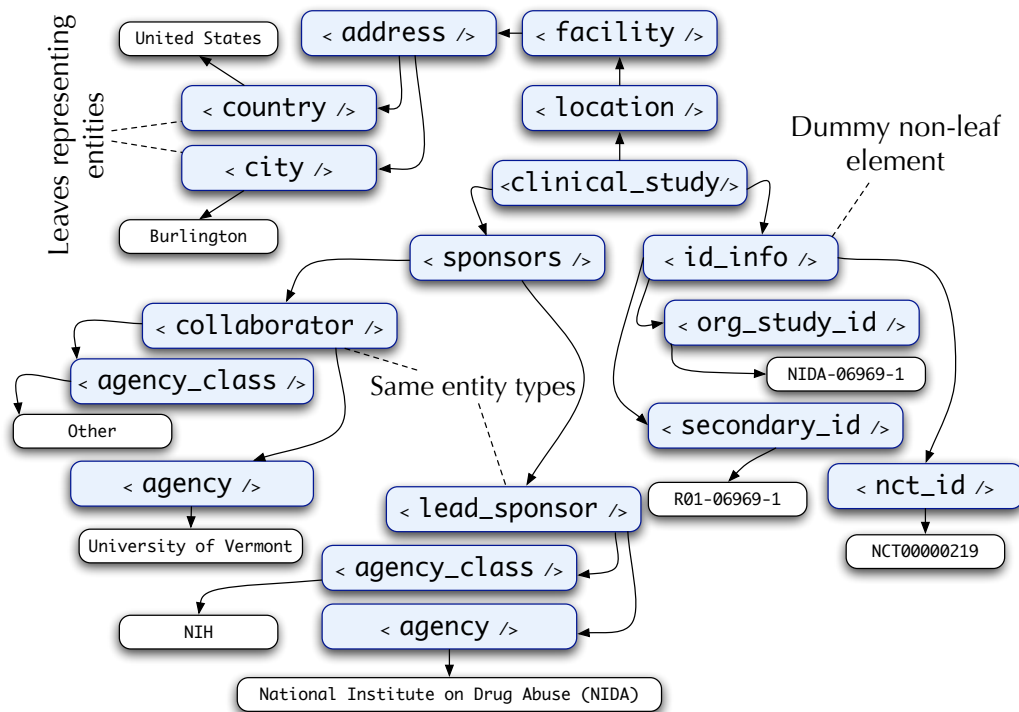 United States
< address />
< facility />
< country />
< location />
Leaves representing
entities
Dummy non-leaf
element
< city />
<clinical_study/>
Burlington
< sponsors />
< id_info />
< collaborator />
< org_study_id />
< agency_class />
Same entity types
NIDA-06969-1
Other
< secondary_id />
< agency />
< lead_sponsor />
R01-06969-1
< nct_id />
University of Vermont
< agency_class />
NCT00000219
NIH
< agency />
National Institute on Drug Abuse (NIDA)